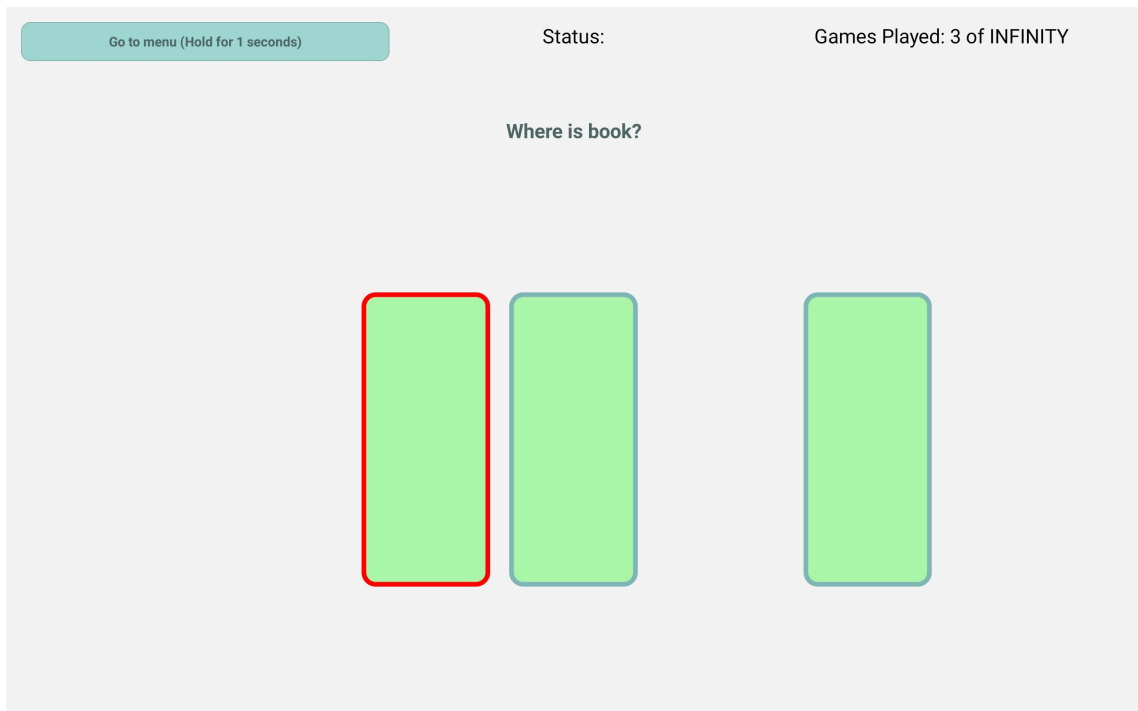 Go to menu (Hold for 1 seconds)
Status:
Games Played: 3 of INFINITY
Where is book?